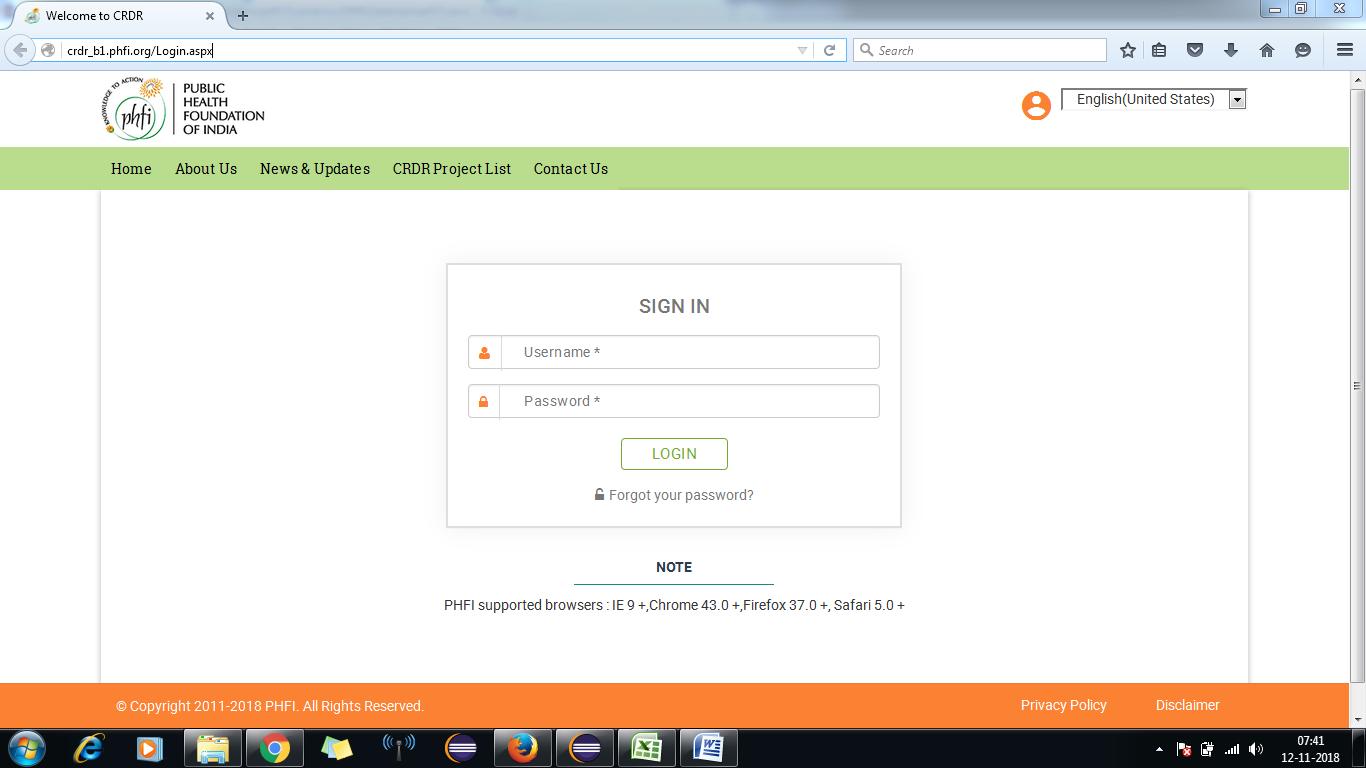 Welcome to CRDR
crdr_b1.phfi.org/Login.aspx
Search
KNOWLEDGE TO ACTION
phfi
PUBLIC
HEALTH
FOUNDATION
OF INDIA
English(United States)
Home About Us News & Updates CRDR Project List Contact Us
SIGN IN
Username *
Password *
LOGIN
Forgot your password?
NOTE
PHFI supported browsers : IE 9 +,Chrome 43.0 +,Firefox 37.0 +, Safari 5.0 +
© Copyright 2011-2018 PHFI. All Rights Reserved. Privacy Policy Disclaimer
07:41
12-11-2018